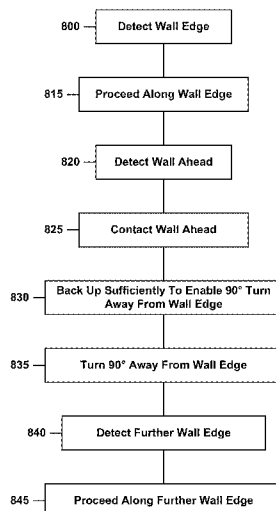 800 Detect Wall Edge
815 Proceed Along Wall Edge
820 Detect Wall Ahead
825 Contact Wall Ahead
830 Back Up Sufficiently To Enable 90° Turn
Away From Wall Edge
835 Turn 90° Away From Wall Edge
840 Detect Further Wall Edge
845 Proceed Along Further Wall Edge